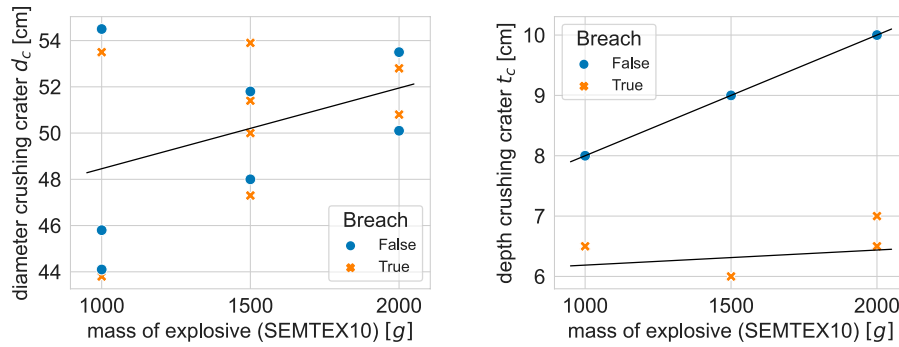 diameter crushing crater d_c [cm]
54
52
50
48
46
44
Breach
False
True
1000 1500 2000
mass of explosive (SEMTEX10) [g]
depth crushing crater t_c [cm]
10
9
8
7
6
Breach
False
True
1000 1500 2000
mass of explosive (SEMTEX10) [g]